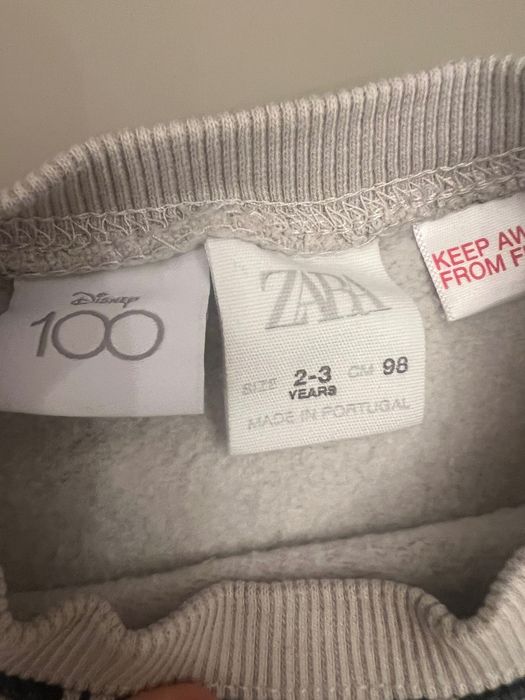 Disney
100
ZARA
SIZE 2-3 YEARS CM 98
MADE IN PORTUGAL
KEEP AW
FROM F